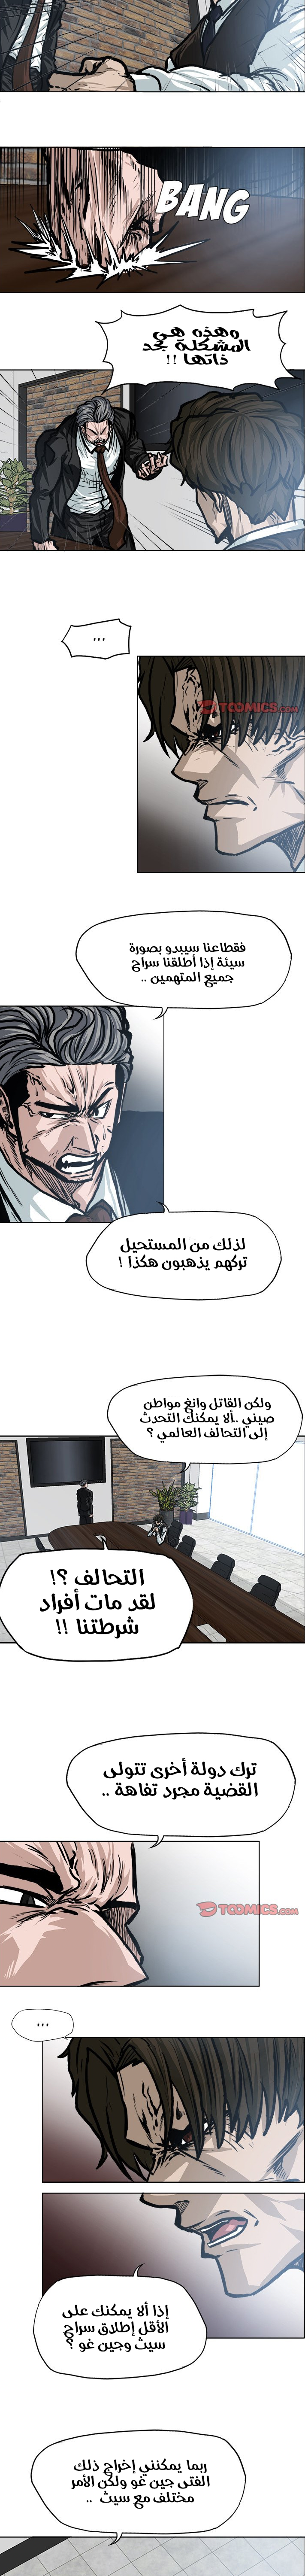 BANG
وهذه هي
المشكلة بحد
ذاتها !!
...
TOOMICS.COM
فقطاعنا سيبدو بصورة
سيئة إذا أطلقنا سراح
جميع المتهمين ..
لذلك من المستحيل
تركهم يذهبون هكذا !
ولكن القاتل وانغ مواطن
صيني ..ألا يمكنك التحدث
إلى التحالف العالمي ؟
التحالف ؟!
لقد مات أفراد
شرطتنا !!
ترك دولة أخرى تتولى
القضية مجرد تفاهة ..
TOOMICS.COM
...
إذا ألا يمكنك على
الأقل إطلاق سراح
سيث وجين غو ؟
ربما يمكنني إخراج ذلك
الفتى جين غو ولكن الأمر
مختلف مع سيث ..